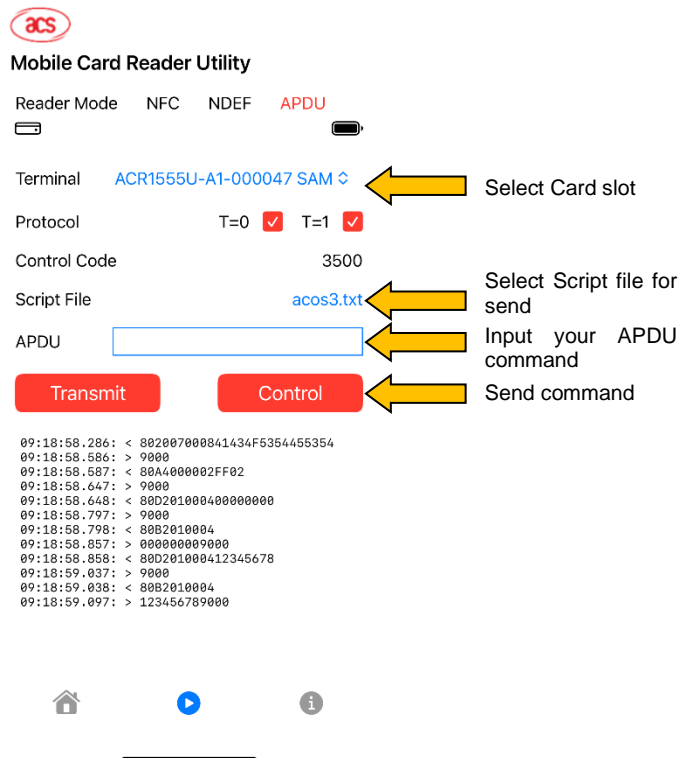 acs
Mobile Card Reader Utility
Reader Mode NFC NDEF APDU
Terminal ACR1555U-A1-000047 SAM
Select Card slot
Protocol T=0 T=1
Control Code 3500
Script File acos3.txt
Select Script file for
send
APDU
Input your APDU
command
Transmit Control
Send command
09:18:58.286: < 802007000841434F5354455354
09:18:58.586: > 9000
09:18:58.587: < 80A4000002FF02
09:18:58.647: > 9000
09:18:58.648: < 80D201000400000000
09:18:58.797: > 9000
09:18:58.798: < 80B2010004
09:18:58.857: > 000000009000
09:18:58.858: < 80D201000412345678
09:18:59.037: > 9000
09:18:59.038: < 80B2010004
09:18:59.097: > 123456789000